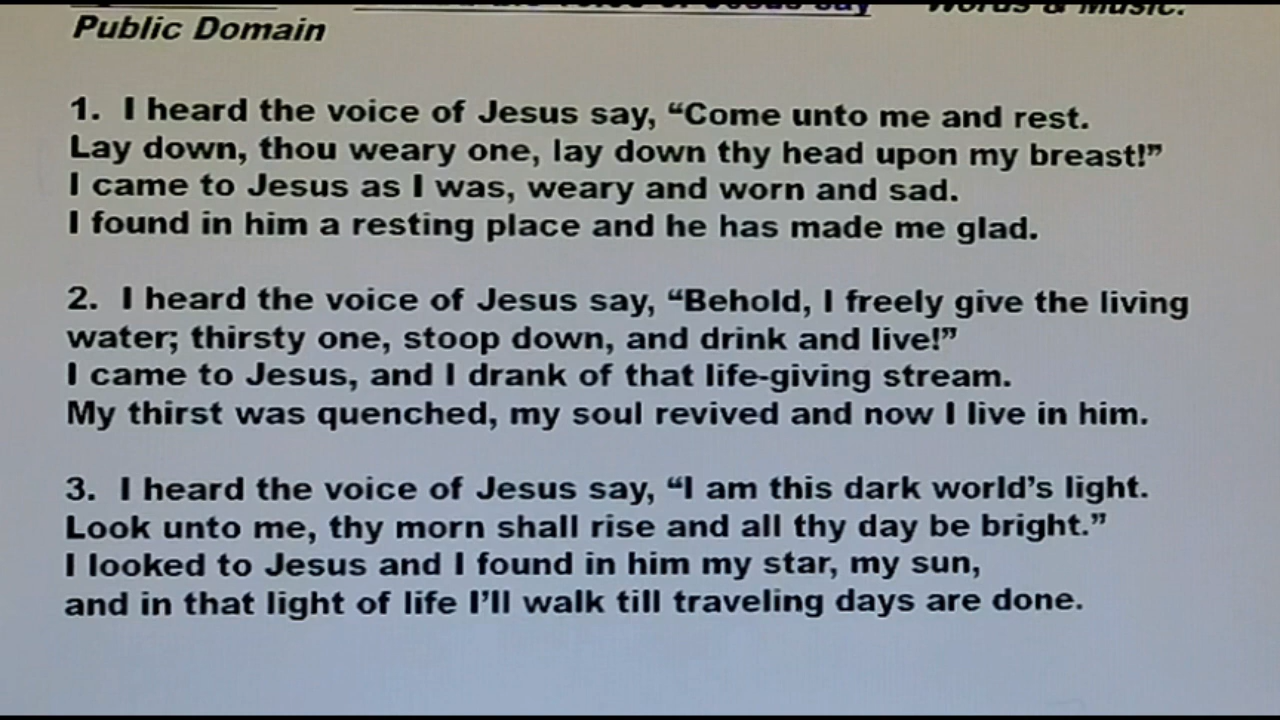 Voice of Jesus say Words & Music:
Public Domain
1. I heard the voice of Jesus say, “Come unto me and rest.
Lay down, thou weary one, lay down thy head upon my breast!”
I came to Jesus as I was, weary and worn and sad.
I found in him a resting place and he has made me glad.
2. I heard the voice of Jesus say, “Behold, I freely give the living
water; thirsty one, stoop down, and drink and live!”
I came to Jesus, and I drank of that life-giving stream.
My thirst was quenched, my soul revived and now I live in him.
3. I heard the voice of Jesus say, “I am this dark world’s light.
Look unto me, thy morn shall rise and all thy day be bright.”
I looked to Jesus and I found in him my star, my sun,
and in that light of life I’ll walk till traveling days are done.